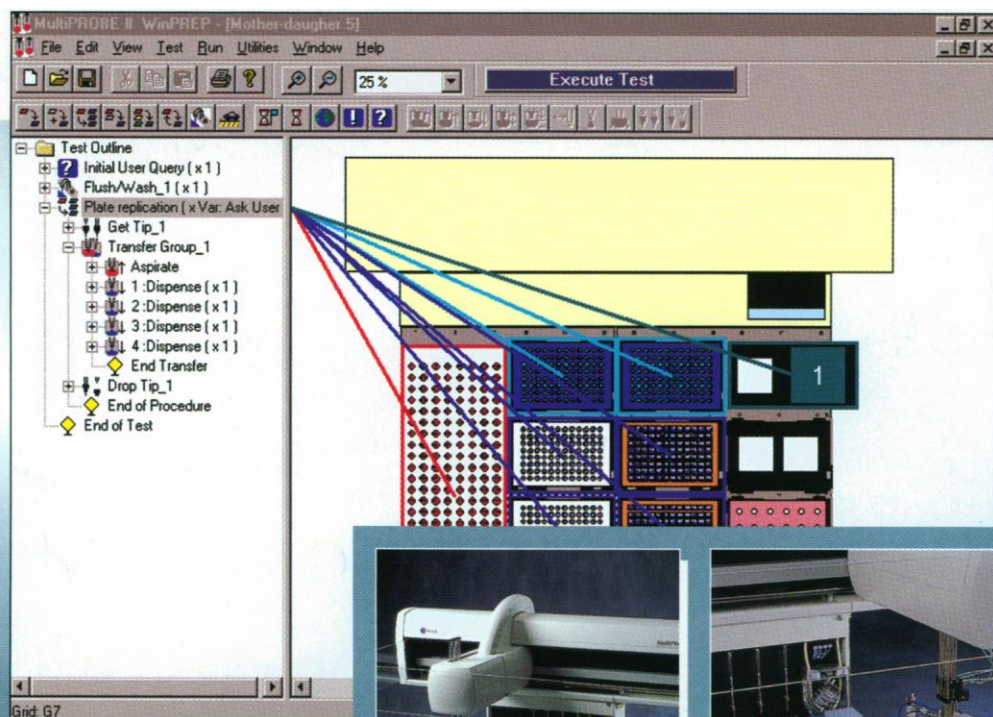 MultiPROBE II WinPREP - [Mother-daugher 5]
File Edit View Test Run Utilities Window Help
25 %
Execute Test
Test Outline
Initial User Query ( x 1 )
Flush/Wash_1 ( x 1 )
Plate replication ( x Var: Ask User
Get Tip_1
Transfer Group_1
Aspirate
1 :Dispense ( x 1 )
2 :Dispense ( x 1 )
3 :Dispense ( x 1 )
4 :Dispense ( x 1 )
End Transfer
Drop Tip_1
End of Procedure
End of Test
1
Grid: G7